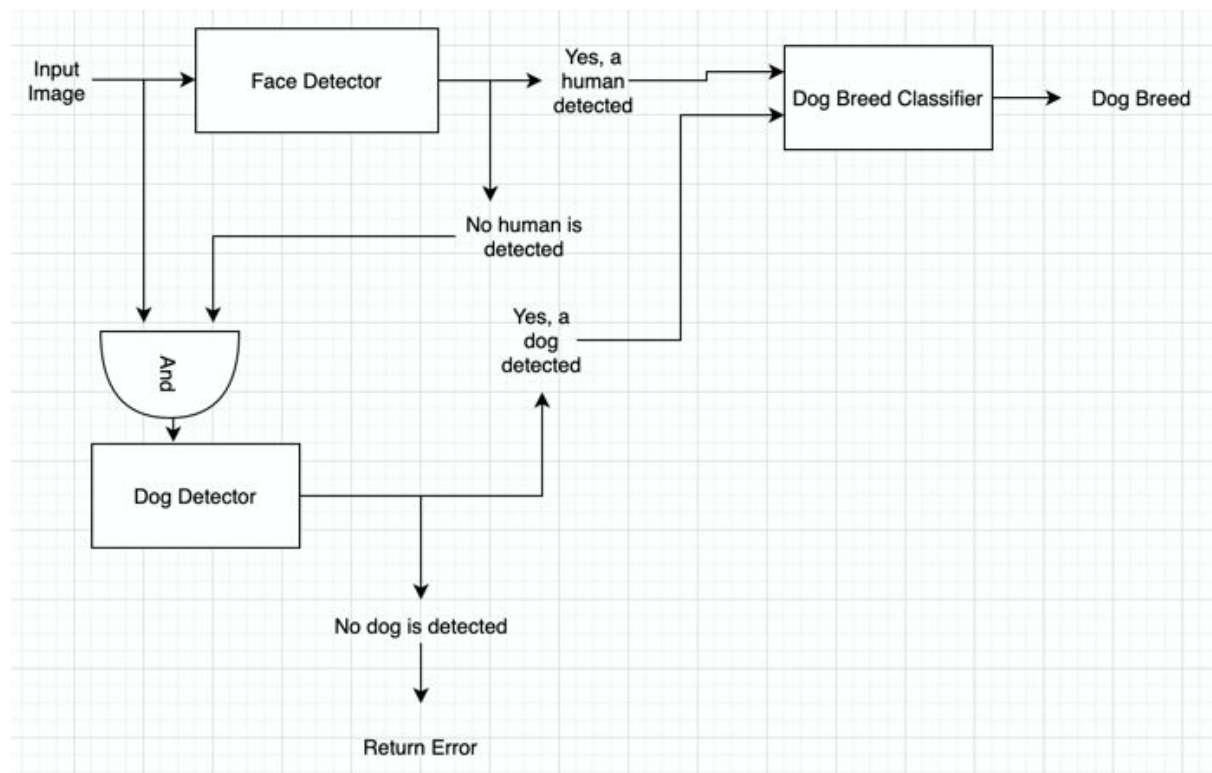 Input
Image
Face Detector
Yes, a
human
detected
Dog Breed Classifier
Dog Breed
No human is
detected
And
Yes, a
dog
detected
Dog Detector
No dog is detected
Return Error